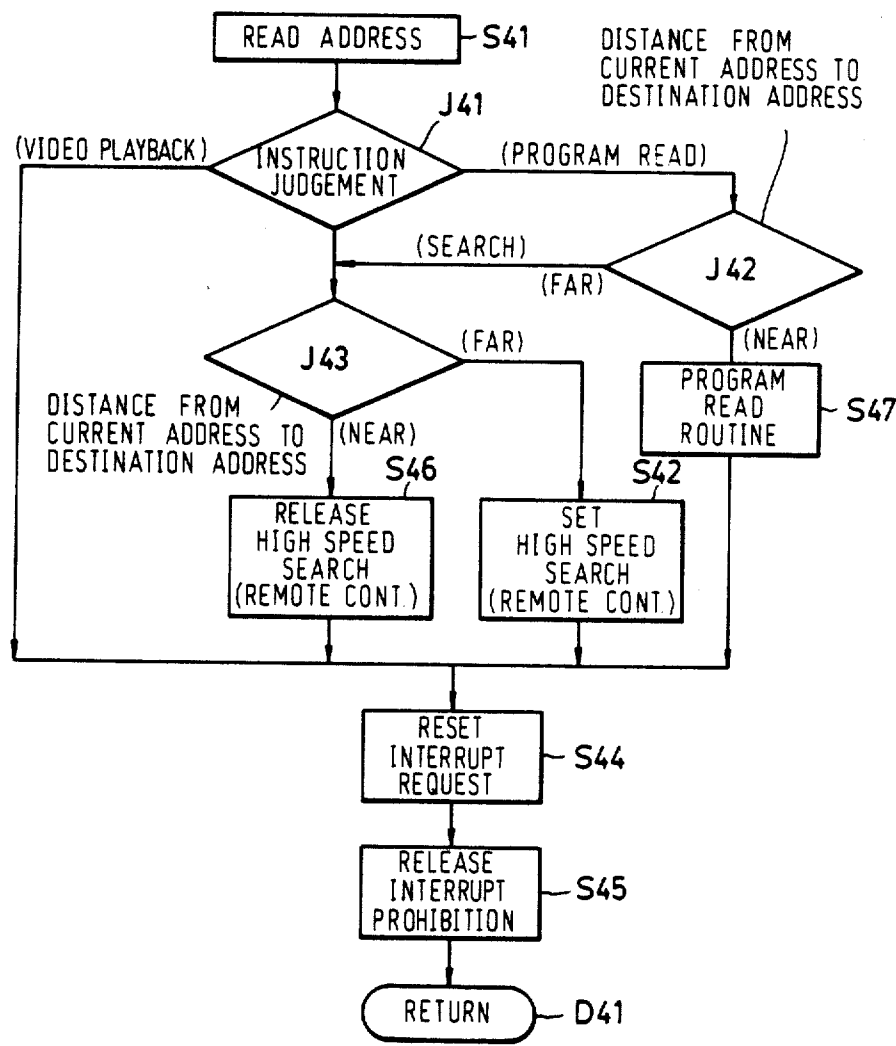 READ ADDRESS
S41
DISTANCE FROM
CURRENT ADDRESS TO
DESTINATION ADDRESS
J41
(VIDEO PLAYBACK)
INSTRUCTION
JUDGEMENT
(PROGRAM READ)
(SEARCH)
(FAR)
J42
(NEAR)
J43
(FAR)
PROGRAM
READ
ROUTINE
S47
DISTANCE FROM
CURRENT ADDRESS TO
DESTINATION ADDRESS
(NEAR)
S46
S42
RELEASE
HIGH SPEED
SEARCH
(REMOTE CONT.)
SET
HIGH SPEED
SEARCH
(REMOTE CONT.)
RESET
INTERRUPT
REQUEST
S44
RELEASE
INTERRUPT
PROHIBITION
S45
RETURN
D41